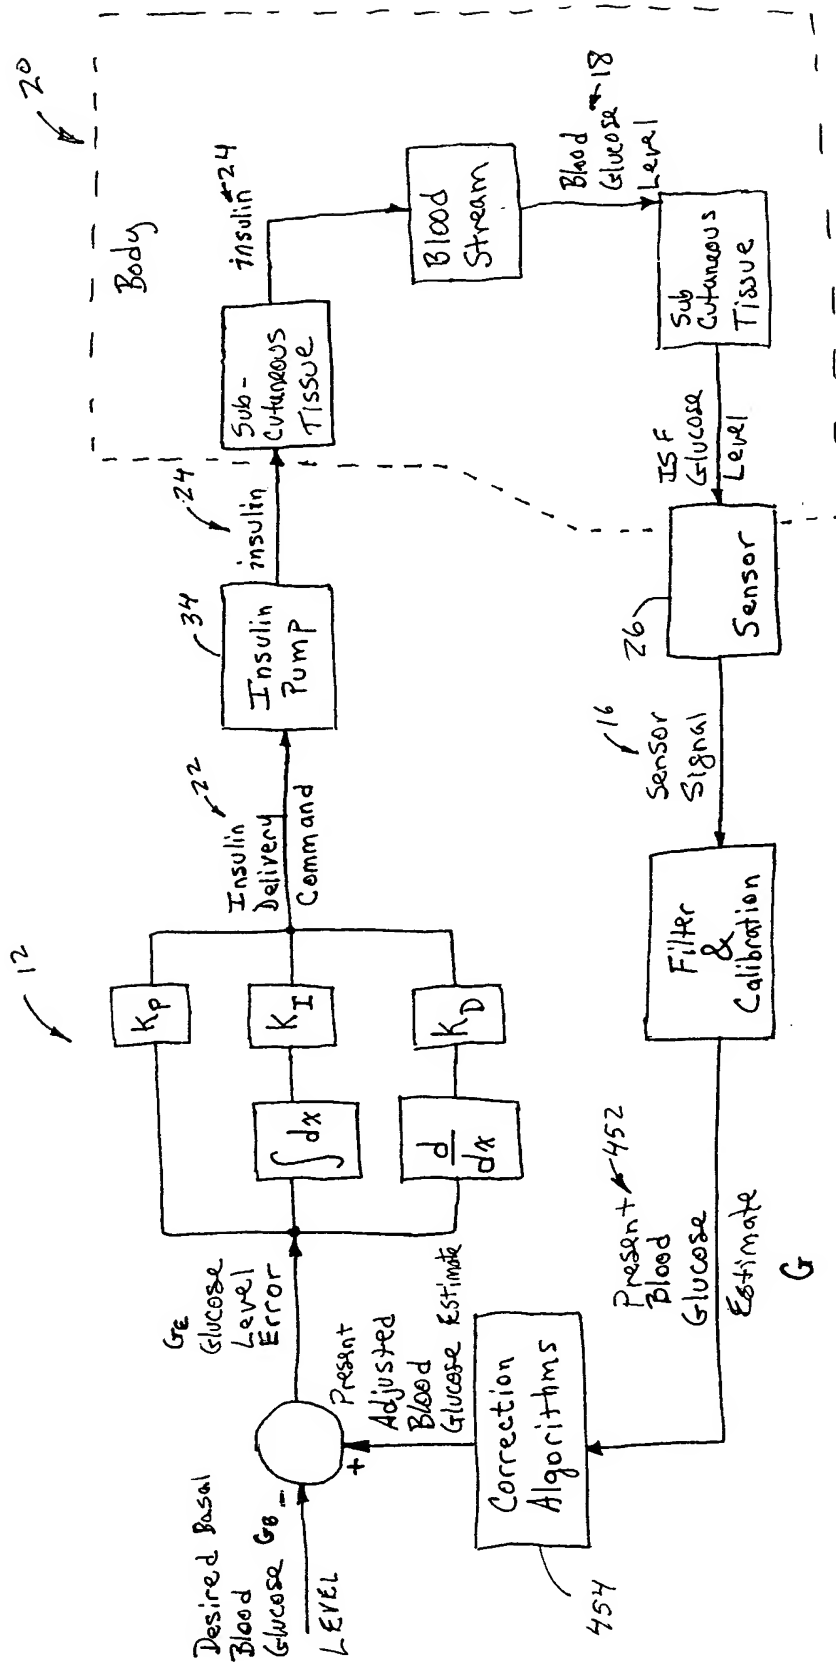 20
Body
insulin 24
Sub-
Cutaneous
Tissue
Blood
Stream
Blood
Glucose 18
Level
Sub
Cutaneous
Tissue
ISF
Glucose
Level
24
insulin
34
Insulin
Pump
26
Sensor
16
Sensor
Signal
22
Insulin
Delivery
Command
12
KP
KI
KD
∫dx
d
dx
Filter
&
Calibration
Present 452
Blood
Glucose
Estimate
G
GE
Glucose
Level
Error
Present
Adjusted
Blood
Glucose Estimate
+
-
Desired Basal
Blood
Glucose GB
LEVEL
Correction
Algorithms
454